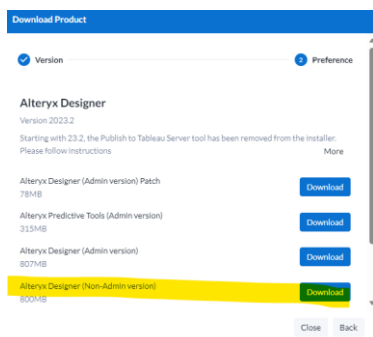 Download Product
Version
2 Preference
Alteryx Designer
Version 2023.2
Starting with 23.2, the Publish to Tableau Server tool has been removed from the installer.
Please follow instructions More
Alteryx Designer (Admin version) Patch
78MB
Download
Alteryx Predictive Tools (Admin version)
315MB
Download
Alteryx Designer (Admin version)
807MB
Download
Alteryx Designer (Non-Admin version)
800MB
Download
Close Back